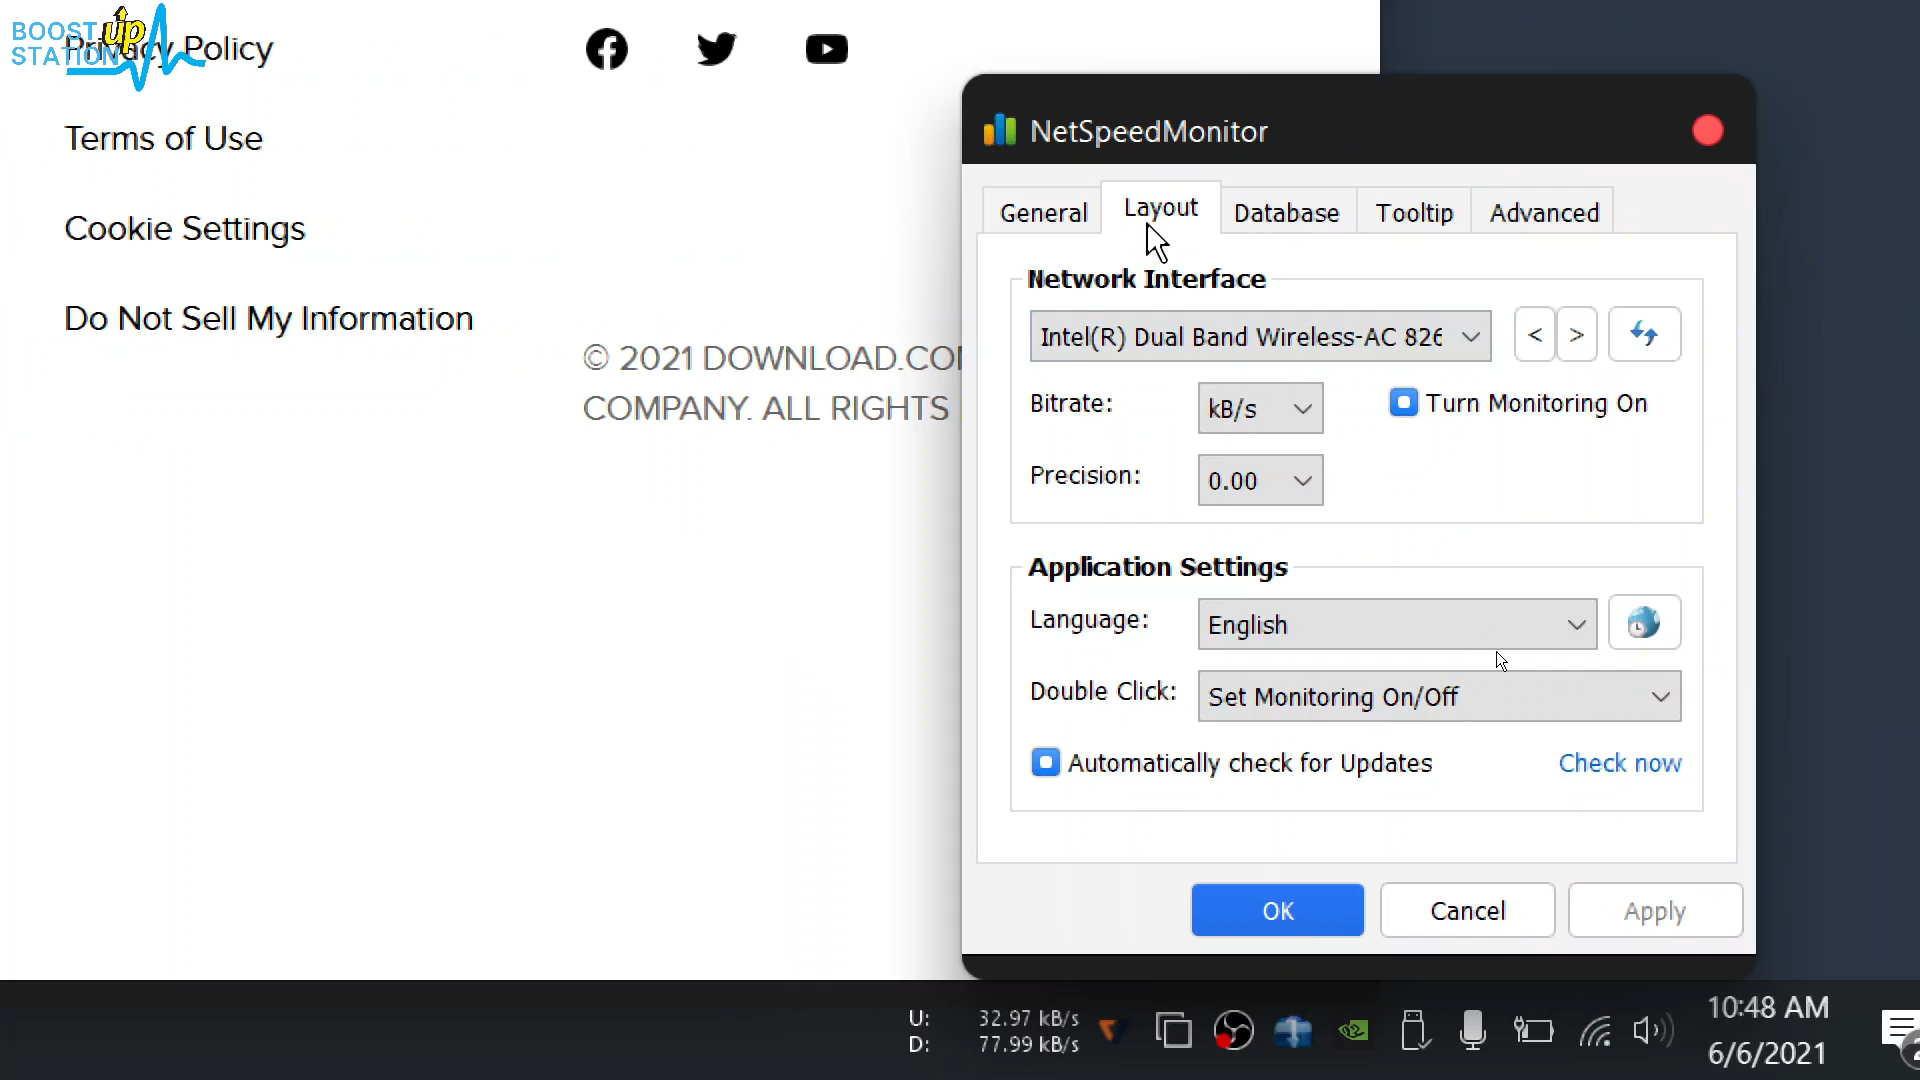 BOOST up
STATION
Privacy Policy
Terms of Use
Cookie Settings
Do Not Sell My Information
© 2021 DOWNLOAD.CO
COMPANY. ALL RIGHTS
NetSpeedMonitor
General Layout Database Tooltip Advanced
Network Interface
Intel(R) Dual Band Wireless-AC 826
< >
Bitrate: kB/s Turn Monitoring On
Precision: 0.00
Application Settings
Language: English
Double Click: Set Monitoring On/Off
Automatically check for Updates Check now
OK Cancel Apply
U: 32.97 kB/s
D: 77.99 kB/s
10:48 AM
6/6/2021